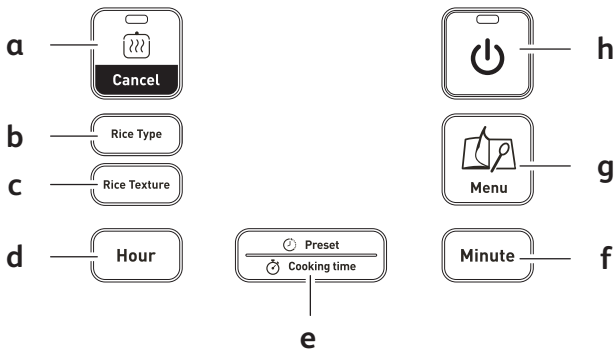 a
Cancel
h
b
Rice Type
c
Rice Texture
Menu
g
d
Hour
Preset
Cooking time
Minute
f
e